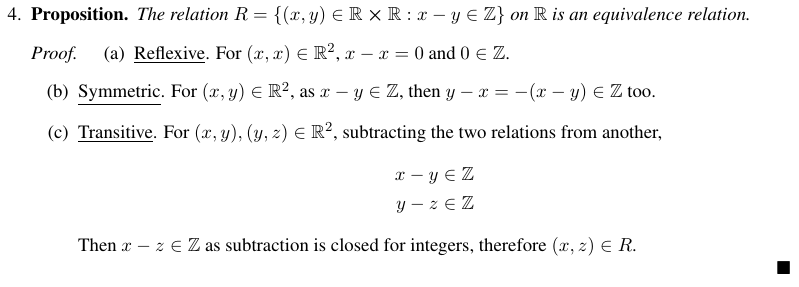 4. Proposition. The relation R = {(x, y) ∈ ℝ × ℝ : x − y ∈ ℤ} on ℝ is an equivalence relation.
Proof. (a) Reflexive. For (x, x) ∈ ℝ², x − x = 0 and 0 ∈ ℤ.
(b) Symmetric. For (x, y) ∈ ℝ², as x − y ∈ ℤ, then y − x = −(x − y) ∈ ℤ too.
(c) Transitive. For (x, y), (y, z) ∈ ℝ², subtracting the two relations from another,
x − y ∈ ℤ
y − z ∈ ℤ
Then x − z ∈ ℤ as subtraction is closed for integers, therefore (x, z) ∈ R.
■